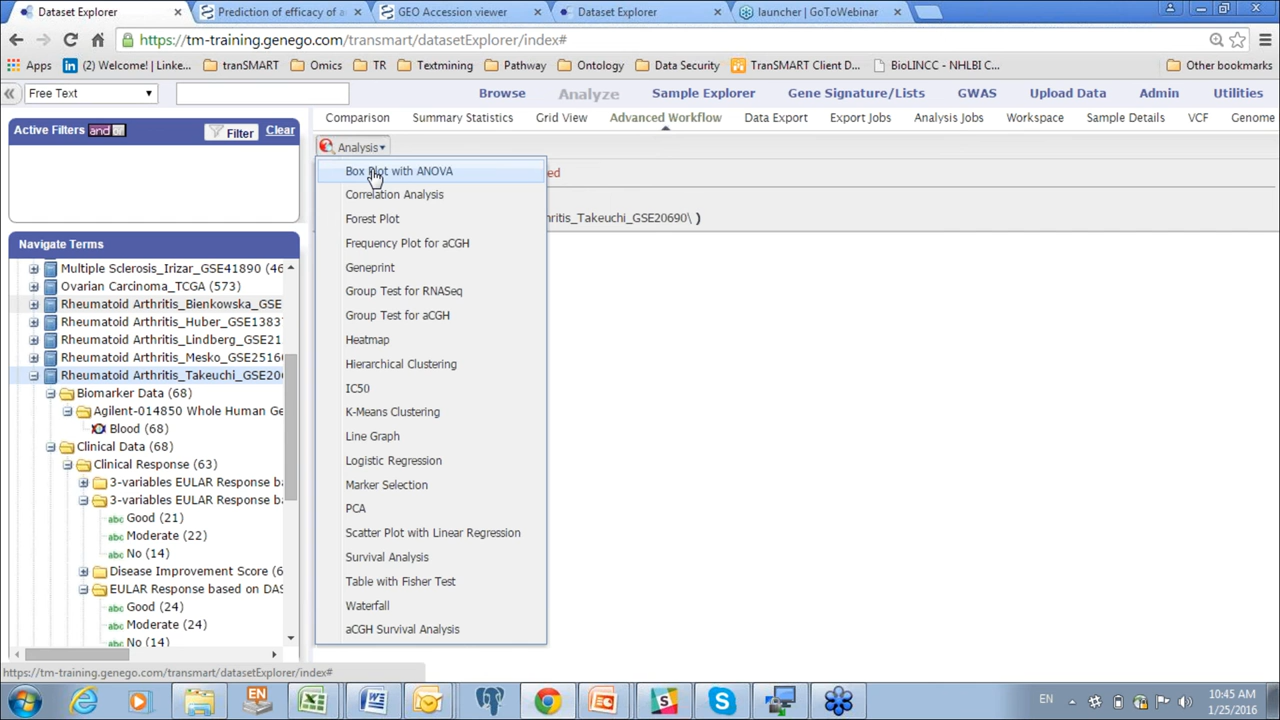 Dataset Explorer
Prediction of efficacy of a
GEO Accession viewer
Dataset Explorer
launcher | GoToWebinar
https://tm-training.genego.com/transmart/datasetExplorer/index#
Apps
(2) Welcome! | Linke...
tranSMART
Omics
TR
Textmining
Pathway
Ontology
Data Security
TranSMART Client D...
BioLINCC - NHLBI C...
Other bookmarks
Free Text
Browse
Analyze
Sample Explorer
Gene Signature/Lists
GWAS
Upload Data
Admin
Utilities
Active Filters
and
or
Filter
Clear
Comparison
Summary Statistics
Grid View
Advanced Workflow
Data Export
Export Jobs
Analysis Jobs
Workspace
Sample Details
VCF
Genome
Analysis
ed
hritis_Takeuchi_GSE20690\ )
Box Plot with ANOVA
Correlation Analysis
Forest Plot
Frequency Plot for aCGH
Geneprint
Group Test for RNASeq
Group Test for aCGH
Heatmap
Hierarchical Clustering
IC50
K-Means Clustering
Line Graph
Logistic Regression
Marker Selection
PCA
Scatter Plot with Linear Regression
Survival Analysis
Table with Fisher Test
Waterfall
aCGH Survival Analysis
Navigate Terms
Multiple Sclerosis_Irizar_GSE41890 (46
Ovarian Carcinoma_TCGA (573)
Rheumatoid Arthritis_Bienkowska_GSE
Rheumatoid Arthritis_Huber_GSE1383
Rheumatoid Arthritis_Lindberg_GSE21
Rheumatoid Arthritis_Mesko_GSE2516
Rheumatoid Arthritis_Takeuchi_GSE20
Biomarker Data (68)
Agilent-014850 Whole Human Ge
Blood (68)
Clinical Data (68)
Clinical Response (63)
3-variables EULAR Response ba
3-variables EULAR Response ba
Good (21)
Moderate (22)
No (14)
Disease Improvement Score (6
EULAR Response based on DAS
Good (24)
Moderate (24)
No (14)
https://tm-training.genego.com/transmart/datasetExplorer/index#
EN
EN
10:45 AM
1/25/2016